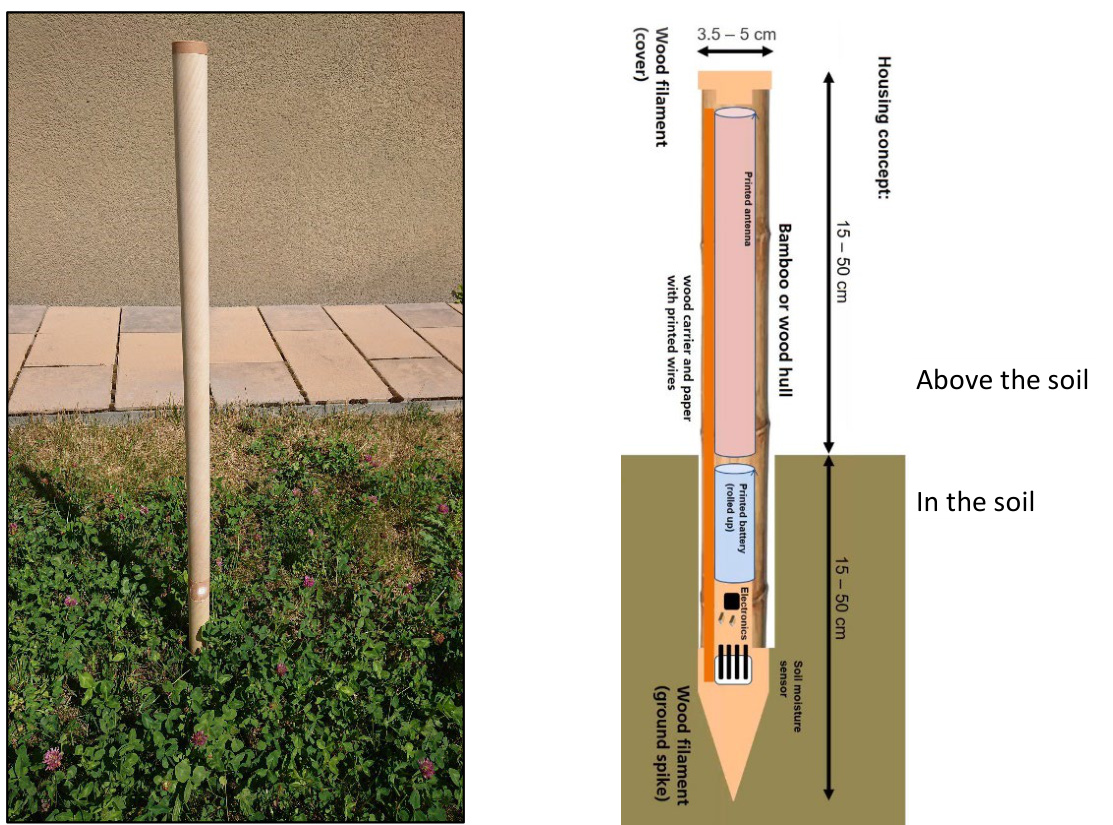 3.5 – 5 cm
Wood filament
(cover)
Housing concept:
Printed antenna
15 – 50 cm
Bamboo or wood hull
wood carrier and paper
with printed wires
Above the soil
In the soil
Printed battery
(rolled up)
15 – 50 cm
Electronics
Soil moisture
sensor
Wood filament
(ground spike)